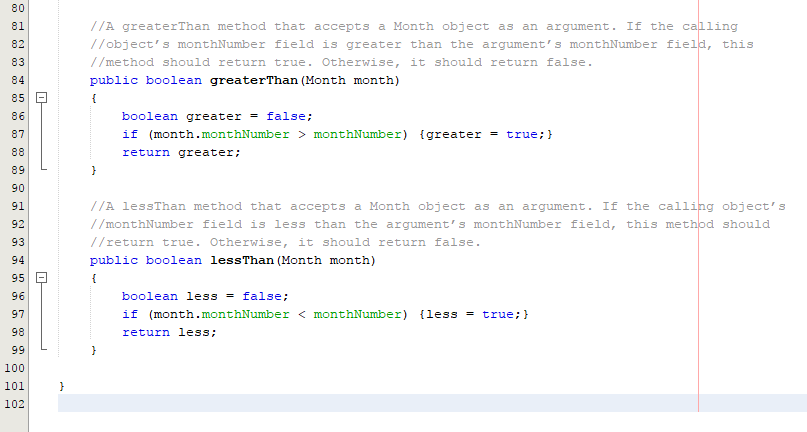 80
81 //A greaterThan method that accepts a Month object as an argument. If the calling
82 //object’s monthNumber field is greater than the argument’s monthNumber field, this
83 //method should return true. Otherwise, it should return false.
84 public boolean greaterThan(Month month)
85 {
86 boolean greater = false;
87 if (month.monthNumber > monthNumber) {greater = true;}
88 return greater;
89 }
90
91 //A lessThan method that accepts a Month object as an argument. If the calling object’s
92 //monthNumber field is less than the argument’s monthNumber field, this method should
93 //return true. Otherwise, it should return false.
94 public boolean lessThan(Month month)
95 {
96 boolean less = false;
97 if (month.monthNumber < monthNumber) {less = true;}
98 return less;
99 }
100
101 }
102